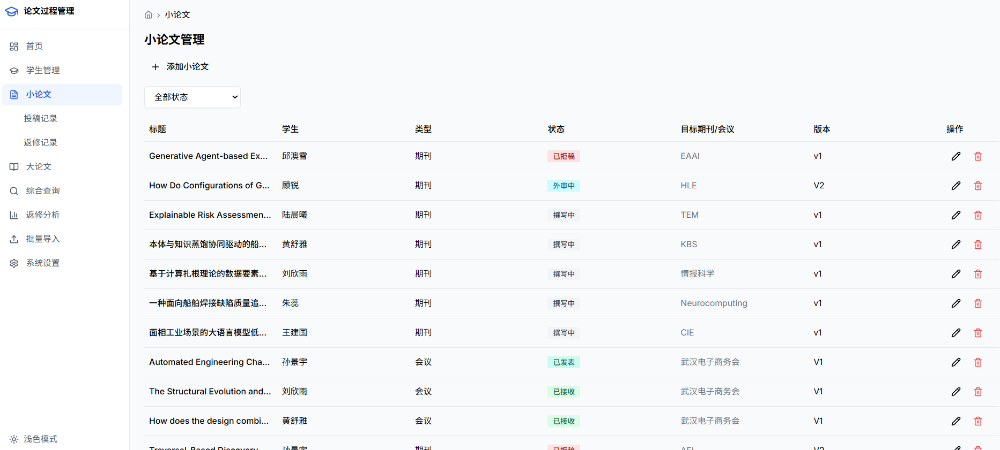 论文过程管理
首页
学生管理
小论文
投稿记录
返修记录
大论文
综合查询
返修分析
批量导入
系统设置
浅色模式
小论文
小论文管理
添加小论文
全部状态
标题 学生 类型 状态 目标期刊/会议 版本 操作
Generative Agent-based Ex... 邱澳雪 期刊 已拒稿 EAAI v1
How Do Configurations of G... 顾锐 期刊 外审中 HLE V2
Explainable Risk Assessmen... 陆晨曦 期刊 撰写中 TEM v1
本体与知识蒸馏协同驱动的船... 黄舒雅 期刊 撰写中 KBS v1
基于计算扎根理论的数据要素... 刘欣雨 期刊 撰写中 情报科学 v1
一种面向船舶焊接缺陷质量追... 朱蕊 期刊 撰写中 Neurocomputing v1
面相工业场景的大语言模型低... 王建国 期刊 撰写中 CIE v1
Automated Engineering Cha... 孙景宇 会议 已发表 武汉电子商务会 V1
The Structural Evolution and... 刘欣雨 会议 已接收 武汉电子商务会 V1
How does the design combi... 黄舒雅 会议 已接收 武汉电子商务会 V1
Traversal-Based Discovery 孙景宇 期刊 已拒稿 AEI V2